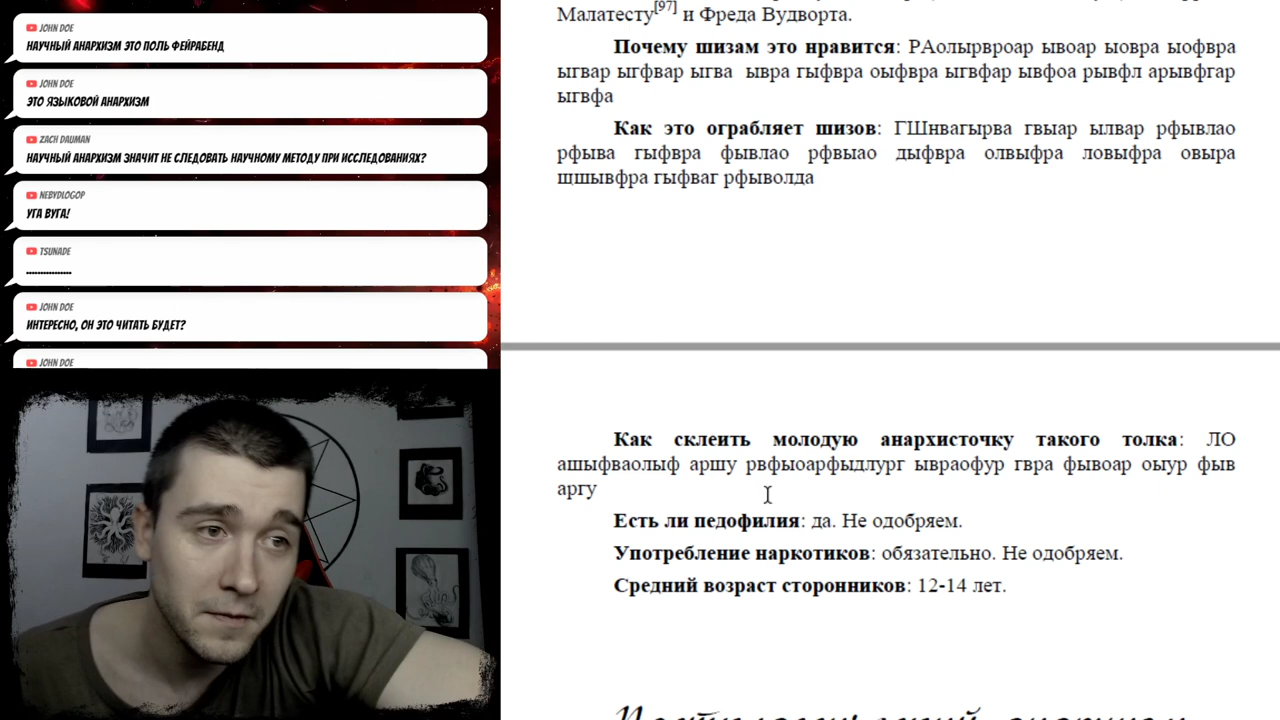 JOHN DOE
НАУЧНЫЙ АНАРХИЗМ ЭТО ПОЛЬ ФЕЙРАБЕНД
JOHN DOE
ЭТО ЯЗЫКОВОЙ АНАРХИЗМ
ZACH DAUMAN
НАУЧНЫЙ АНАРХИЗМ ЗНАЧИТ НЕ СЛЕДОВАТЬ НАУЧНОМУ МЕТОДУ ПРИ ИССЛЕДОВАНИЯХ?
NEBYDLOGOP
УГА ВУГА!
TSUNADE
................
JOHN DOE
ИНТЕРЕСНО, ОН ЭТО ЧИТАТЬ БУДЕТ?
JOHN DOE
Малатесту[97] и Фреда Вудворта.
Почему шизам это нравится: РАолырвроар ывоар ыовра ыофвра
ыгвар ыгфвар ыгва ывра гыфвра оыфвра ыгвфар ывфоа рывфл арывфгар
ыгвфа
Как это ограбляет шизов: ГШнвагырва гвыар ылвар рфывлао
рфыва гыфвра фывлао рфвыао дыфвра олвыфра ловыфра овыра
щшывфра гыфваг рфыволда
Как склеить молодую анархисточку такого толка: ЛО
ашыфваолыф аршу рвфыоарфыдлург ывраофур гвра фывоар оыур фыв
аргу
Есть ли педофилия: да. Не одобряем.
Употребление наркотиков: обязательно. Не одобряем.
Средний возраст сторонников: 12-14 лет.